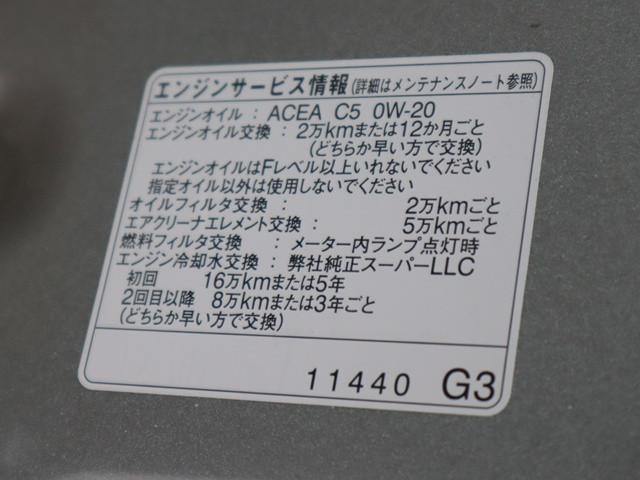 エンジンサービス情報(詳細はメンテナンスノート参照)
エンジンオイル : ACEA C5 0W-20
エンジンオイル交換 : 2万kmまたは12か月ごと
(どちらか早い方で交換)
エンジンオイルはFレベル以上いれないでください
指定オイル以外は使用しないでください
オイルフィルタ交換 : 2万kmごと
エアクリーナエレメント交換 : 5万kmごと
燃料フィルタ交換 : メーター内ランプ点灯時
エンジン冷却水交換 : 弊社純正スーパーLLC
初回 16万kmまたは5年
2回目以降 8万kmまたは3年ごと
(どちらか早い方で交換)
11440 G3